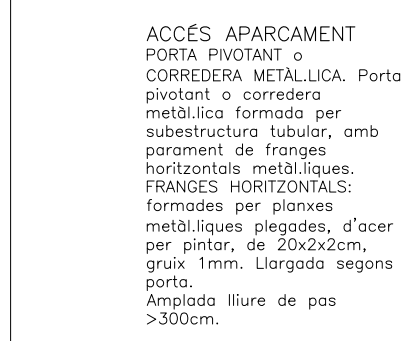 ACCÉS APARCAMENT
PORTA PIVOTANT o
CORREDERA METÀL.LICA. Porta
pivotant o corredera
metàl.lica formada per
subestructura tubular, amb
parament de franges
horitzontals metàl.liques.
FRANGES HORITZONTALS:
formades per planxes
metàl.liques plegades, d'acer
per pintar, de 20x2x2cm,
gruix 1mm. Llargada segons
porta.
Amplada lliure de pas
>300cm.